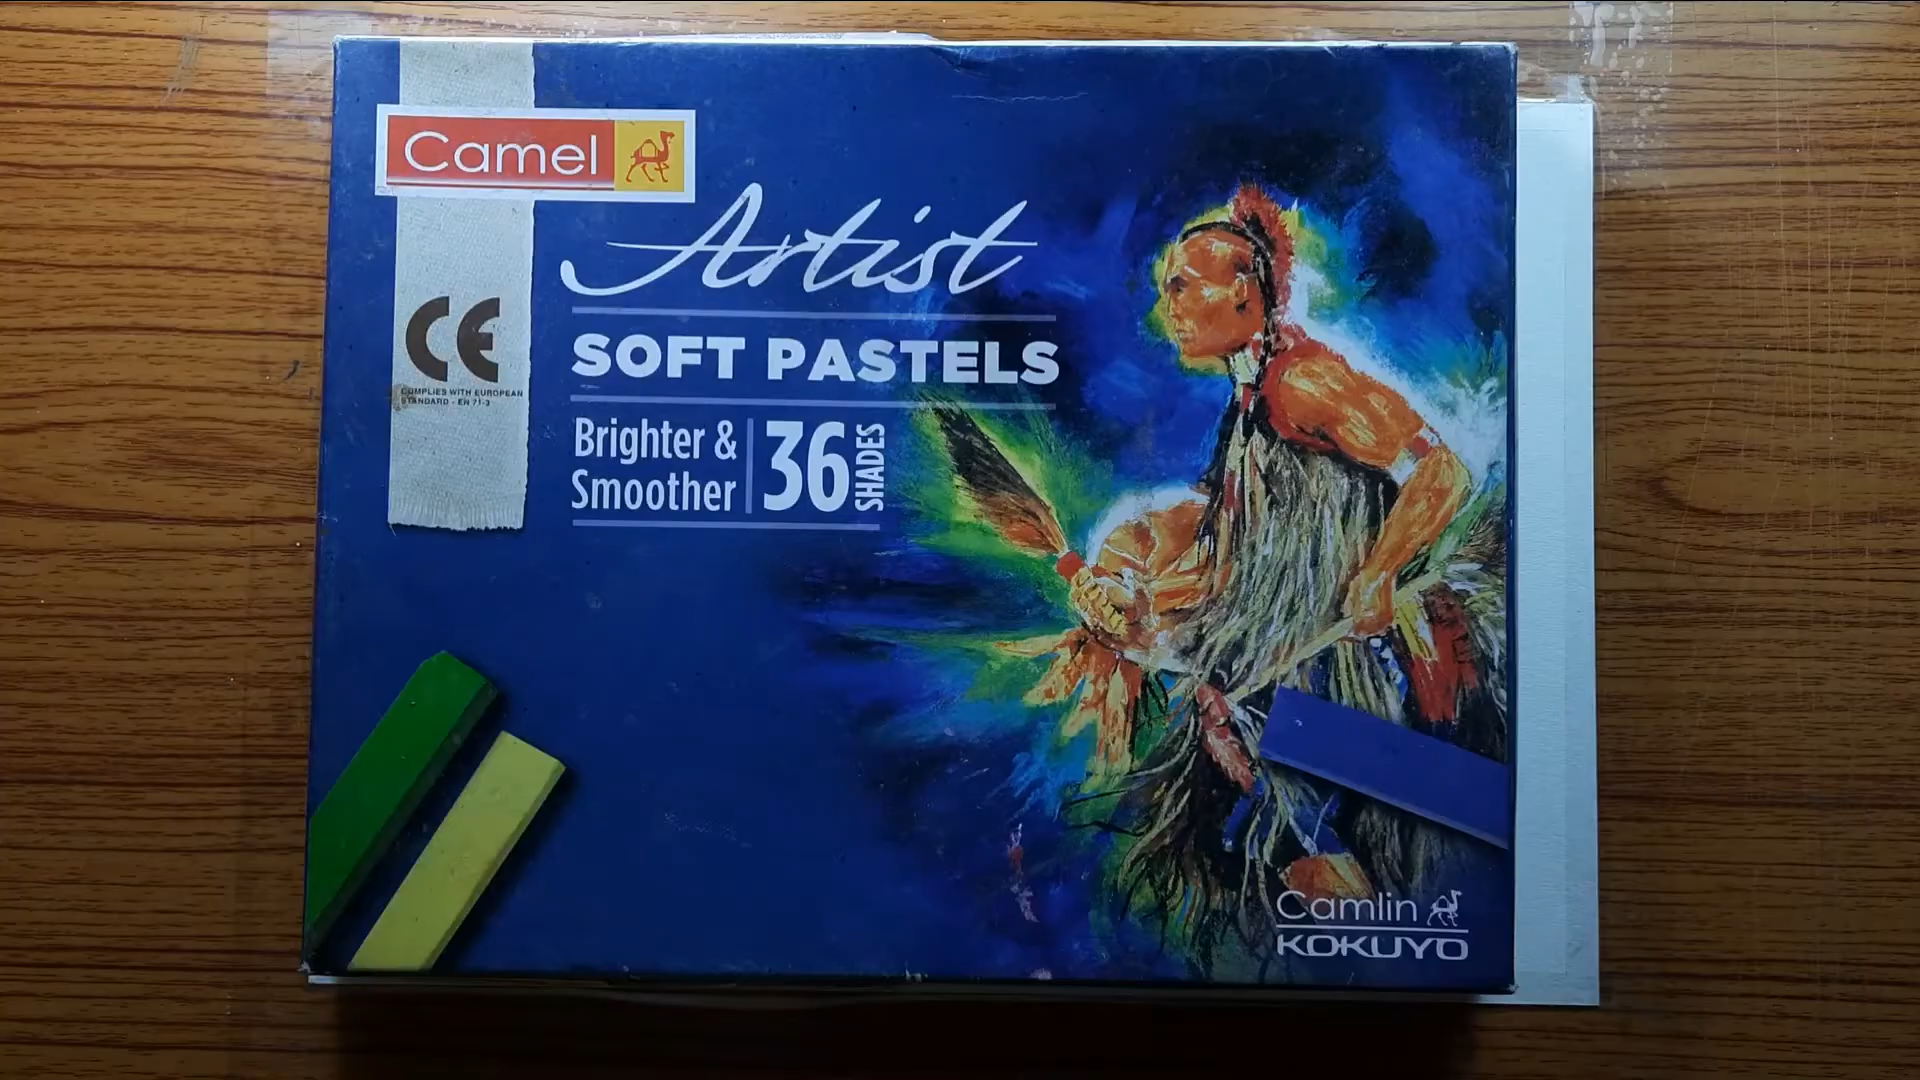 Camel
Artist
SOFT PASTELS
CE
COMPLIES WITH EUROPEAN
STANDARD - EN 71-3
Brighter &
Smoother
36
SHADES
Camlin
KOKUYO